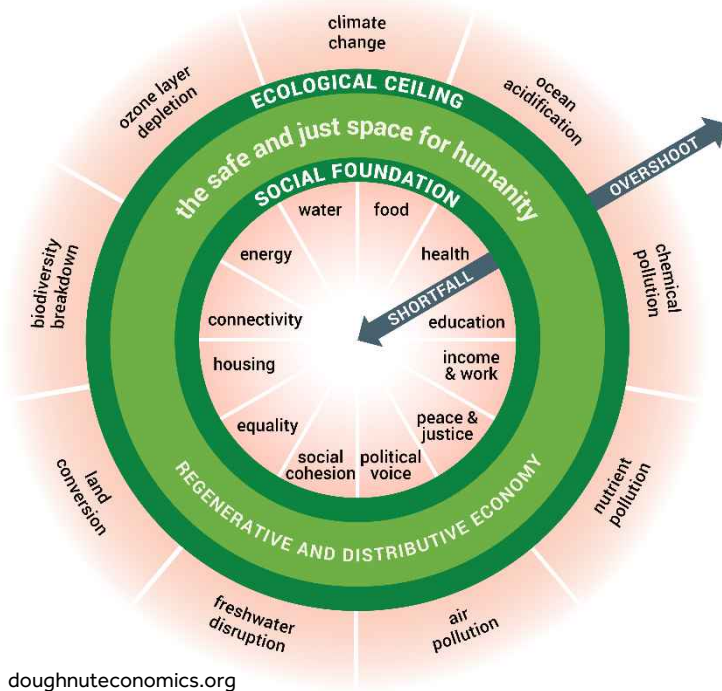 climate
change
ocean
acidification
chemical
pollution
nutrient
pollution
air
pollution
freshwater
disruption
land
conversion
biodiversity
breakdown
ozone layer
depletion
ECOLOGICAL CEILING
the safe and just space for humanity
SOCIAL FOUNDATION
OVERSHOOT
SHORTFALL
water
food
health
education
income
& work
peace &
justice
political
voice
social
cohesion
equality
housing
connectivity
energy
REGENERATIVE AND DISTRIBUTIVE ECONOMY
doughnuteconomics.org